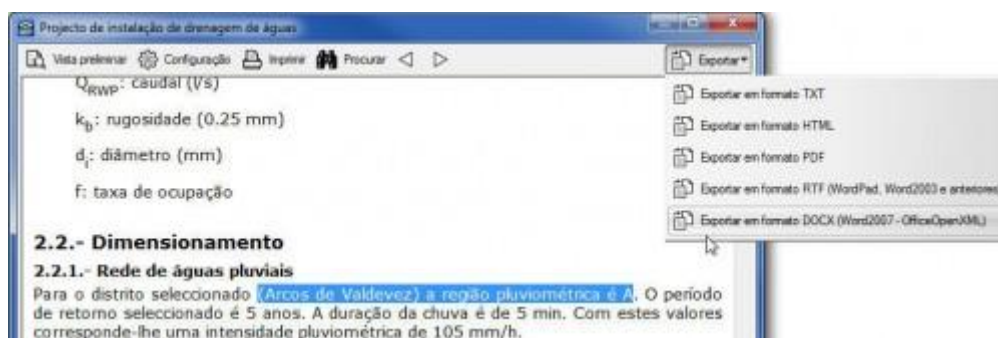 Projecto de instalação de drenagem de águas
Vista preliminar Configuração Imprimir Procurar Exportar
Q_RWP: caudal (l/s)
k_b: rugosidade (0.25 mm)
d_i: diâmetro (mm)
f: taxa de ocupação
Exportar em formato TXT
Exportar em formato HTML
Exportar em formato PDF
Exportar em formato RTF (WordPad, Word2003 e anteriores
Exportar em formato DOCX (Word2007 - OfficeOpenXML)
2.2.- Dimensionamento
2.2.1.- Rede de águas pluviais
Para o distrito seleccionado (Arcos de Valdevez) a região pluviométrica é A. O período
de retorno seleccionado é 5 anos. A duração da chuva é de 5 min. Com estes valores
corresponde-lhe uma intensidade pluviométrica de 105 mm/h.